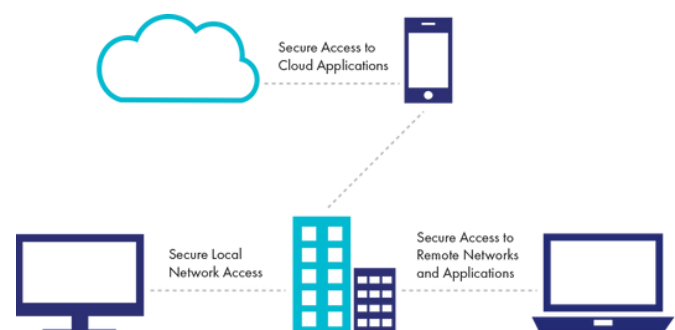 Secure Access to
Cloud Applications
Secure Local
Network Access
Secure Access to
Remote Networks
and Applications